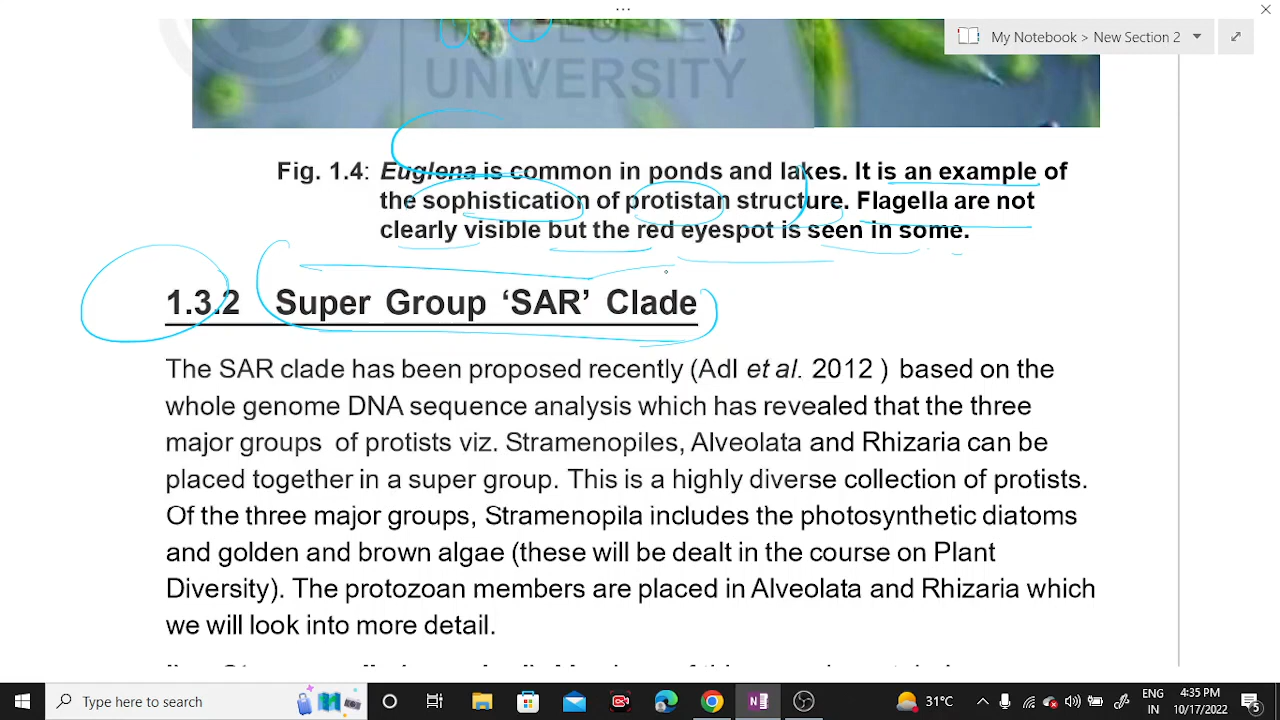 ...
My Notebook > New Section 2
PEOPLE'S
UNIVERSITY
Fig. 1.4: Euglena is common in ponds and lakes. It is an example of
the sophistication of protistan structure. Flagella are not
clearly visible but the red eyespot is seen in some.
1.3.2 Super Group ‘SAR’ Clade
The SAR clade has been proposed recently (Adl et al. 2012 ) based on the
whole genome DNA sequence analysis which has revealed that the three
major groups of protists viz. Stramenopiles, Alveolata and Rhizaria can be
placed together in a super group. This is a highly diverse collection of protists.
Of the three major groups, Stramenopila includes the photosynthetic diatoms
and golden and brown algae (these will be dealt in the course on Plant
Diversity). The protozoan members are placed in Alveolata and Rhizaria which
we will look into more detail.
Type here to search
31°C
ENG
IN
4:35 PM
10/17/2022
5